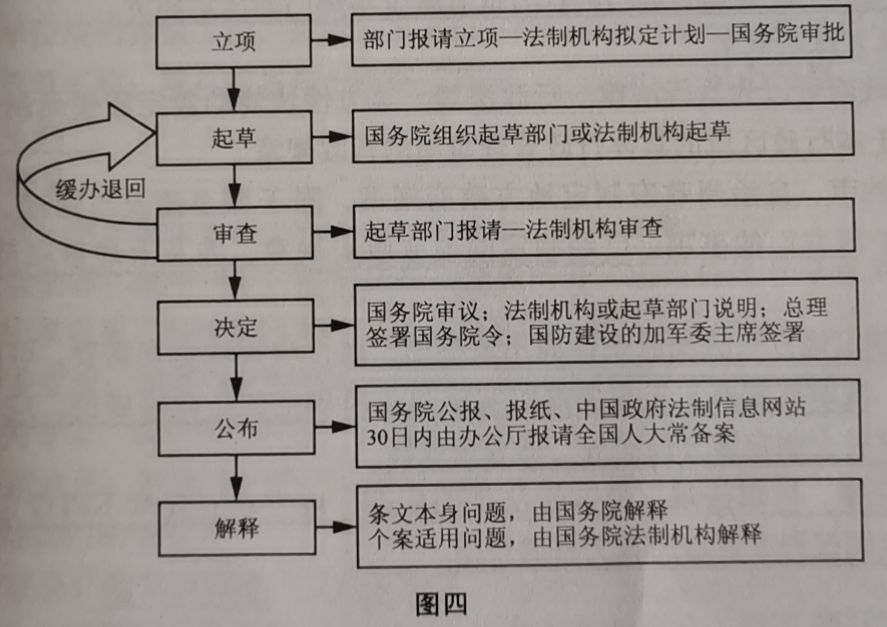 立项
部门报请立项—法制机构拟定计划—国务院审批
起草
国务院组织起草部门或法制机构起草
缓办退回
审查
起草部门报请—法制机构审查
决定
国务院审议；法制机构或起草部门说明；总理
签署国务院令；国防建设的加军委主席签署
公布
国务院公报、报纸、中国政府法制信息网站
30日内由办公厅报请全国人大常备案
解释
条文本身问题，由国务院解释
个案适用问题，由国务院法制机构解释
图四